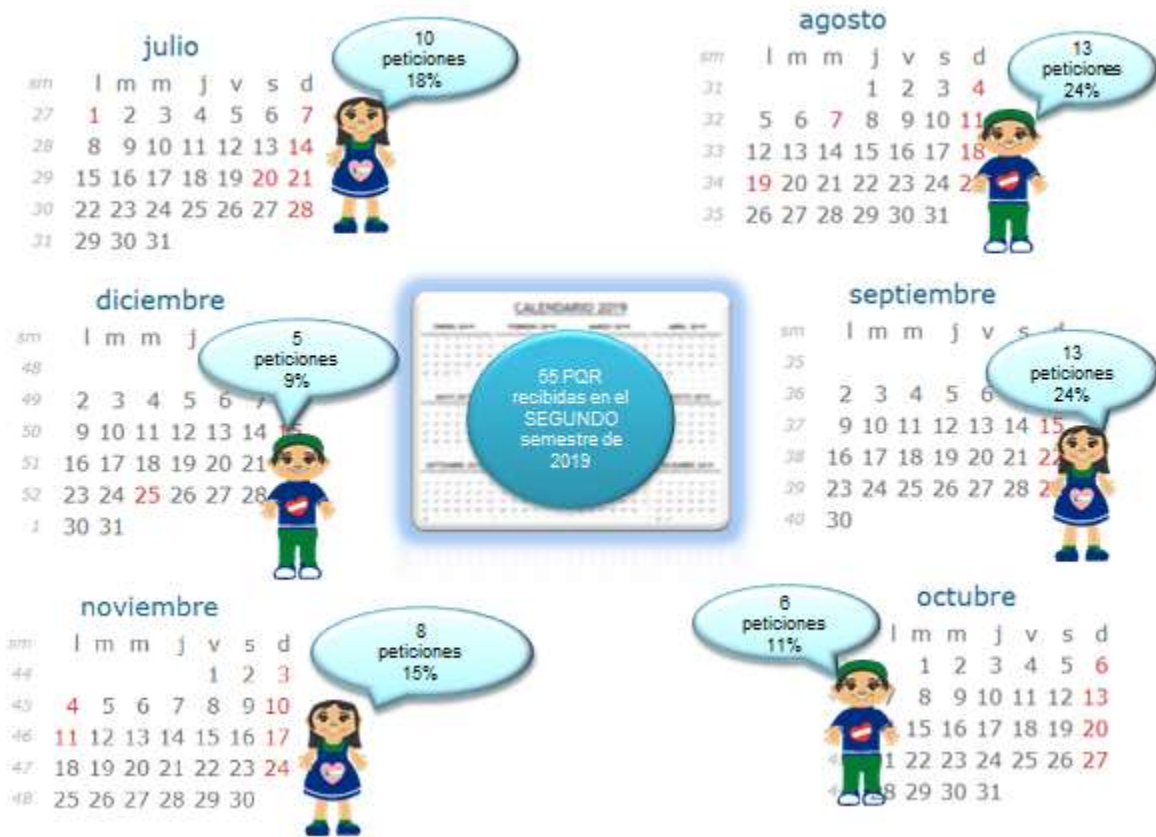 julio
sm l m m j v s d
27 1 2 3 4 5 6 7
28 8 9 10 11 12 13 14
29 15 16 17 18 19 20 21
30 22 23 24 25 26 27 28
31 29 30 31
10
peticiones
18%
agosto
sm l m m j v s d
31 1 2 3 4
32 5 6 7 8 9 10 11
33 12 13 14 15 16 17 18
34 19 20 21 22 23 24
35 26 27 28 29 30 31
13
peticiones
24%
diciembre
sm l m m j
48
49 2 3 4 5 6 7
50 9 10 11 12 13 14 15
51 16 17 18 19 20 21
52 23 24 25 26 27 28
1 30 31
5
peticiones
9%
CALENDARIO 2019
55 PQR
recibidas en el
SEGUNDO
semestre de
2019
septiembre
sm l m m j v s
35
36 2 3 4 5 6
37 9 10 11 12 13 14 15
38 16 17 18 19 20 21 22
39 23 24 25 26 27 28
40 30
13
peticiones
24%
noviembre
sm l m m j v s d
44 1 2 3
45 4 5 6 7 8 9 10
46 11 12 13 14 15 16 17
47 18 19 20 21 22 23 24
48 25 26 27 28 29 30
8
peticiones
15%
octubre
l m m j v s d
1 2 3 4 5 6
8 9 10 11 12 13
15 16 17 18 19 20
22 23 24 25 26 27
28 29 30 31
6
peticiones
11%